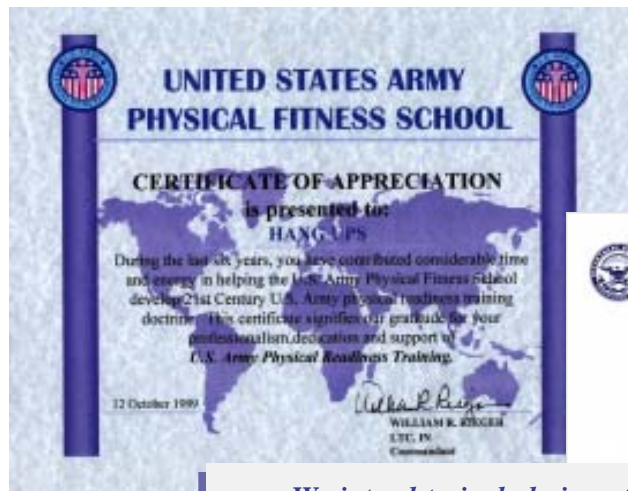 UNITED STATES ARMY
PHYSICAL FITNESS SCHOOL
CERTIFICATE OF APPRECIATION
is presented to:
HANG UPS
During the last six years, you have contributed considerable time
and energy in helping the U.S. Army Physical Fitness School
develop 21st Century U.S. Army physical readiness training
doctrine. This certificate signifies our gratitude for your
professionalism, dedication and support of
U.S. Army Physical Readiness Training.
12 October 1999
WILLIAM R. RIEGER
LTC, IN
Commandant